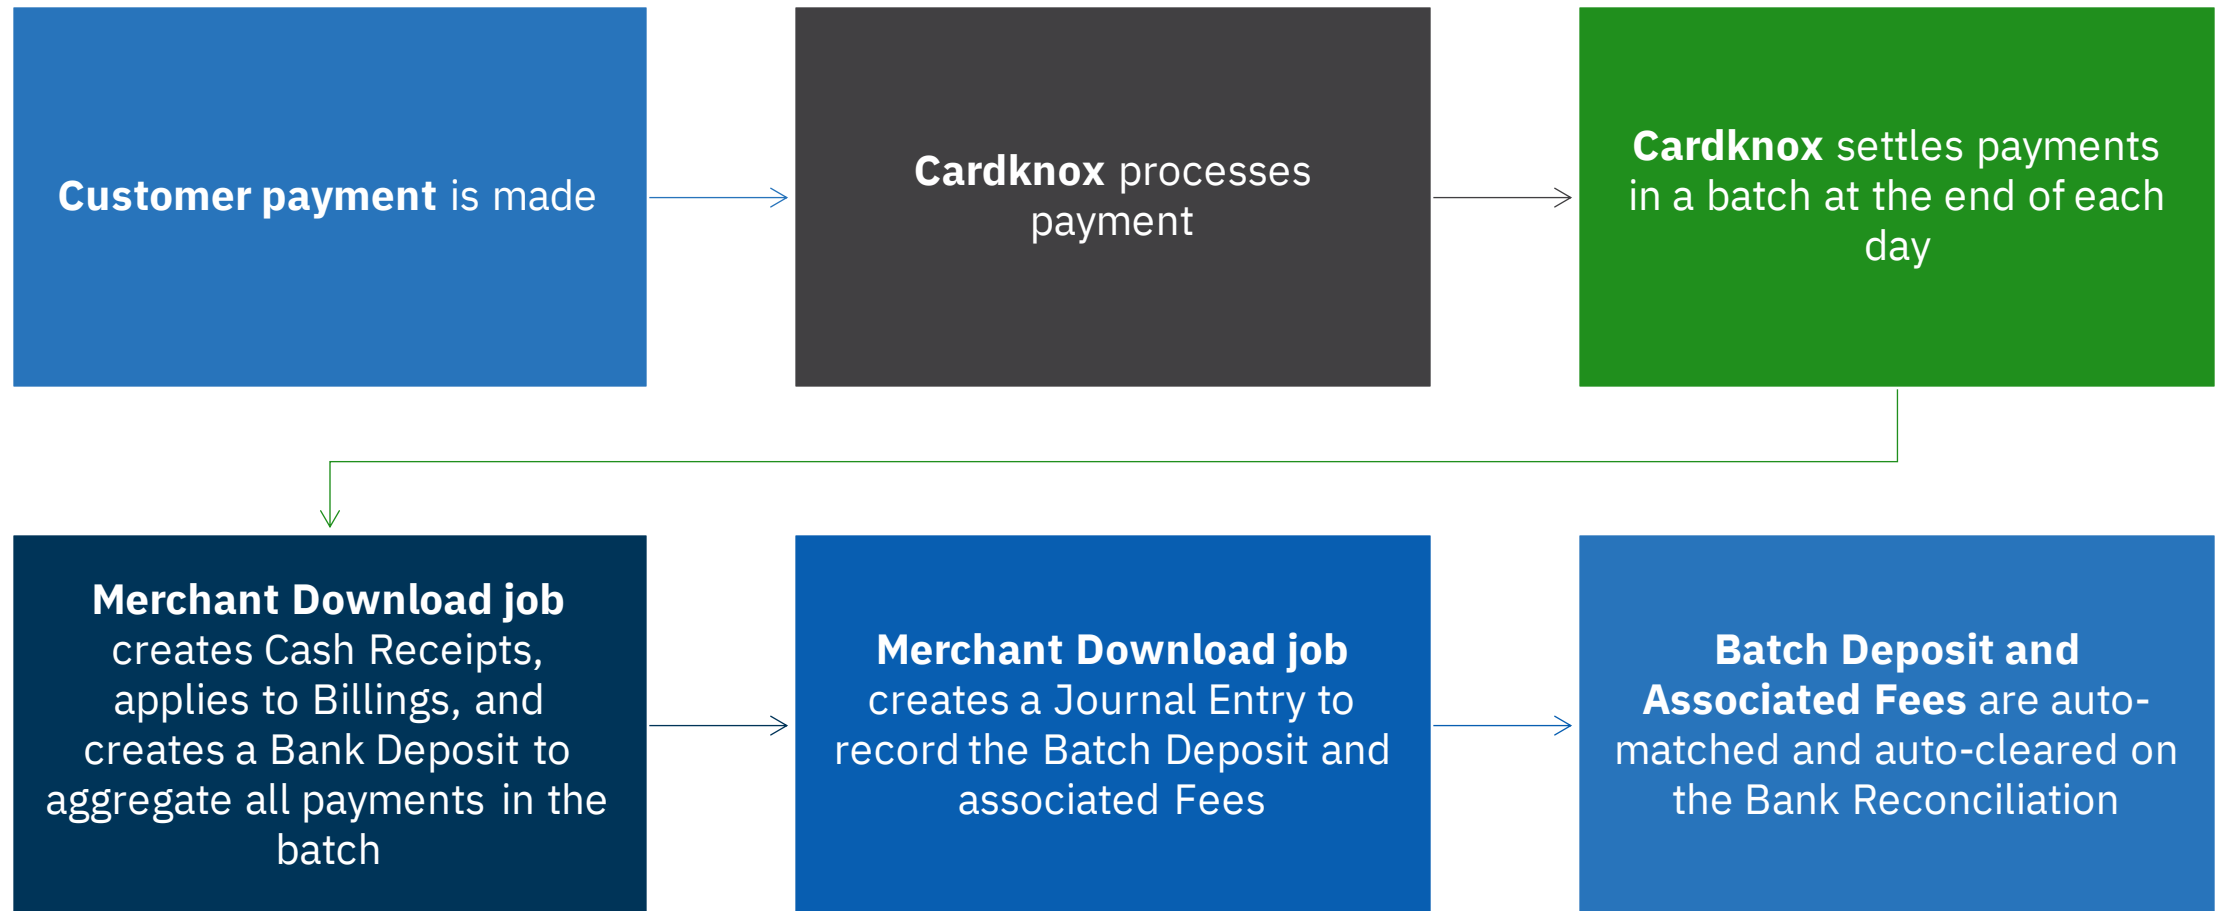 Customer payment is made
Cardknox processes
payment
Cardknox settles payments
in a batch at the end of each
day
Merchant Download job
creates Cash Receipts,
applies to Billings, and
creates a Bank Deposit to
aggregate all payments in the
batch
Merchant Download job
creates a Journal Entry to
record the Batch Deposit and
associated Fees
Batch Deposit and
Associated Fees are auto-
matched and auto-cleared on
the Bank Reconciliation